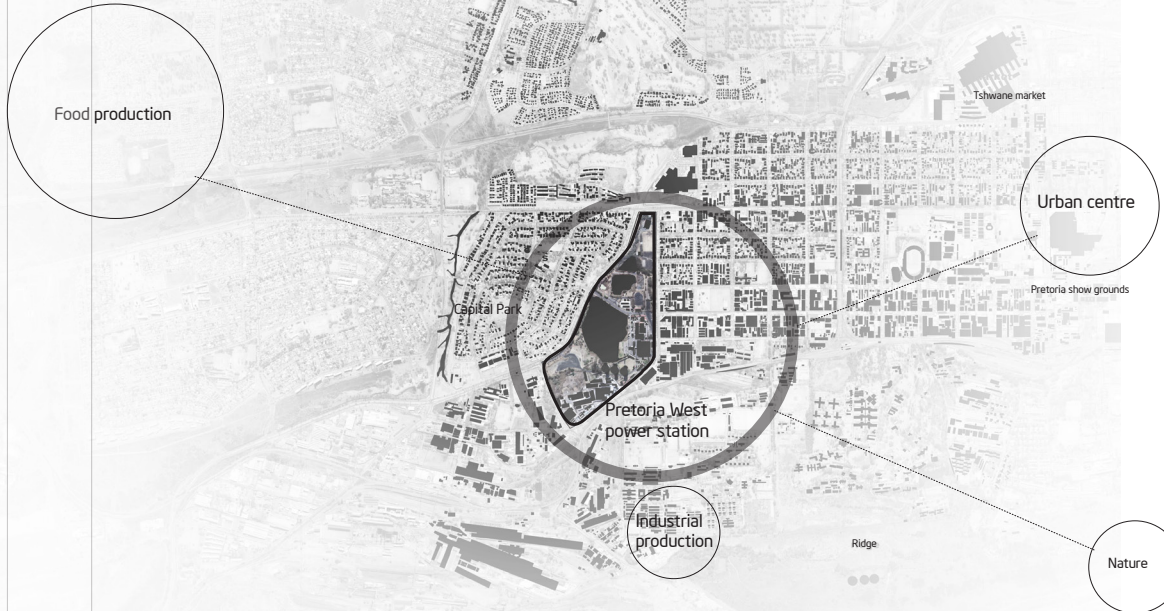 Tshwane market
Food production
Urban centre
Pretoria show grounds
Capital Park
Pretoria West
power station
Industrial
production
Ridge
Nature